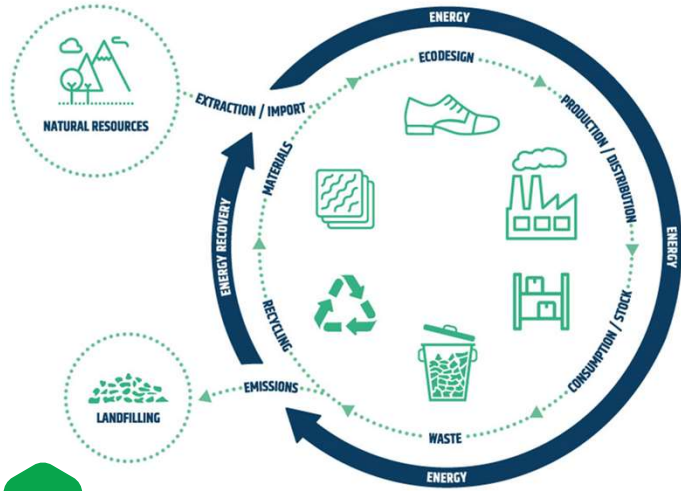 ENERGY
ECODESIGN
NATURAL RESOURCES
EXTRACTION / IMPORT
PRODUCTION / DISTRIBUTION
MATERIALS
ENERGY RECOVERY
ENERGY
RECYCLING
CONSUMPTION / STOCK
EMISSIONS
LANDFILLING
WASTE
ENERGY